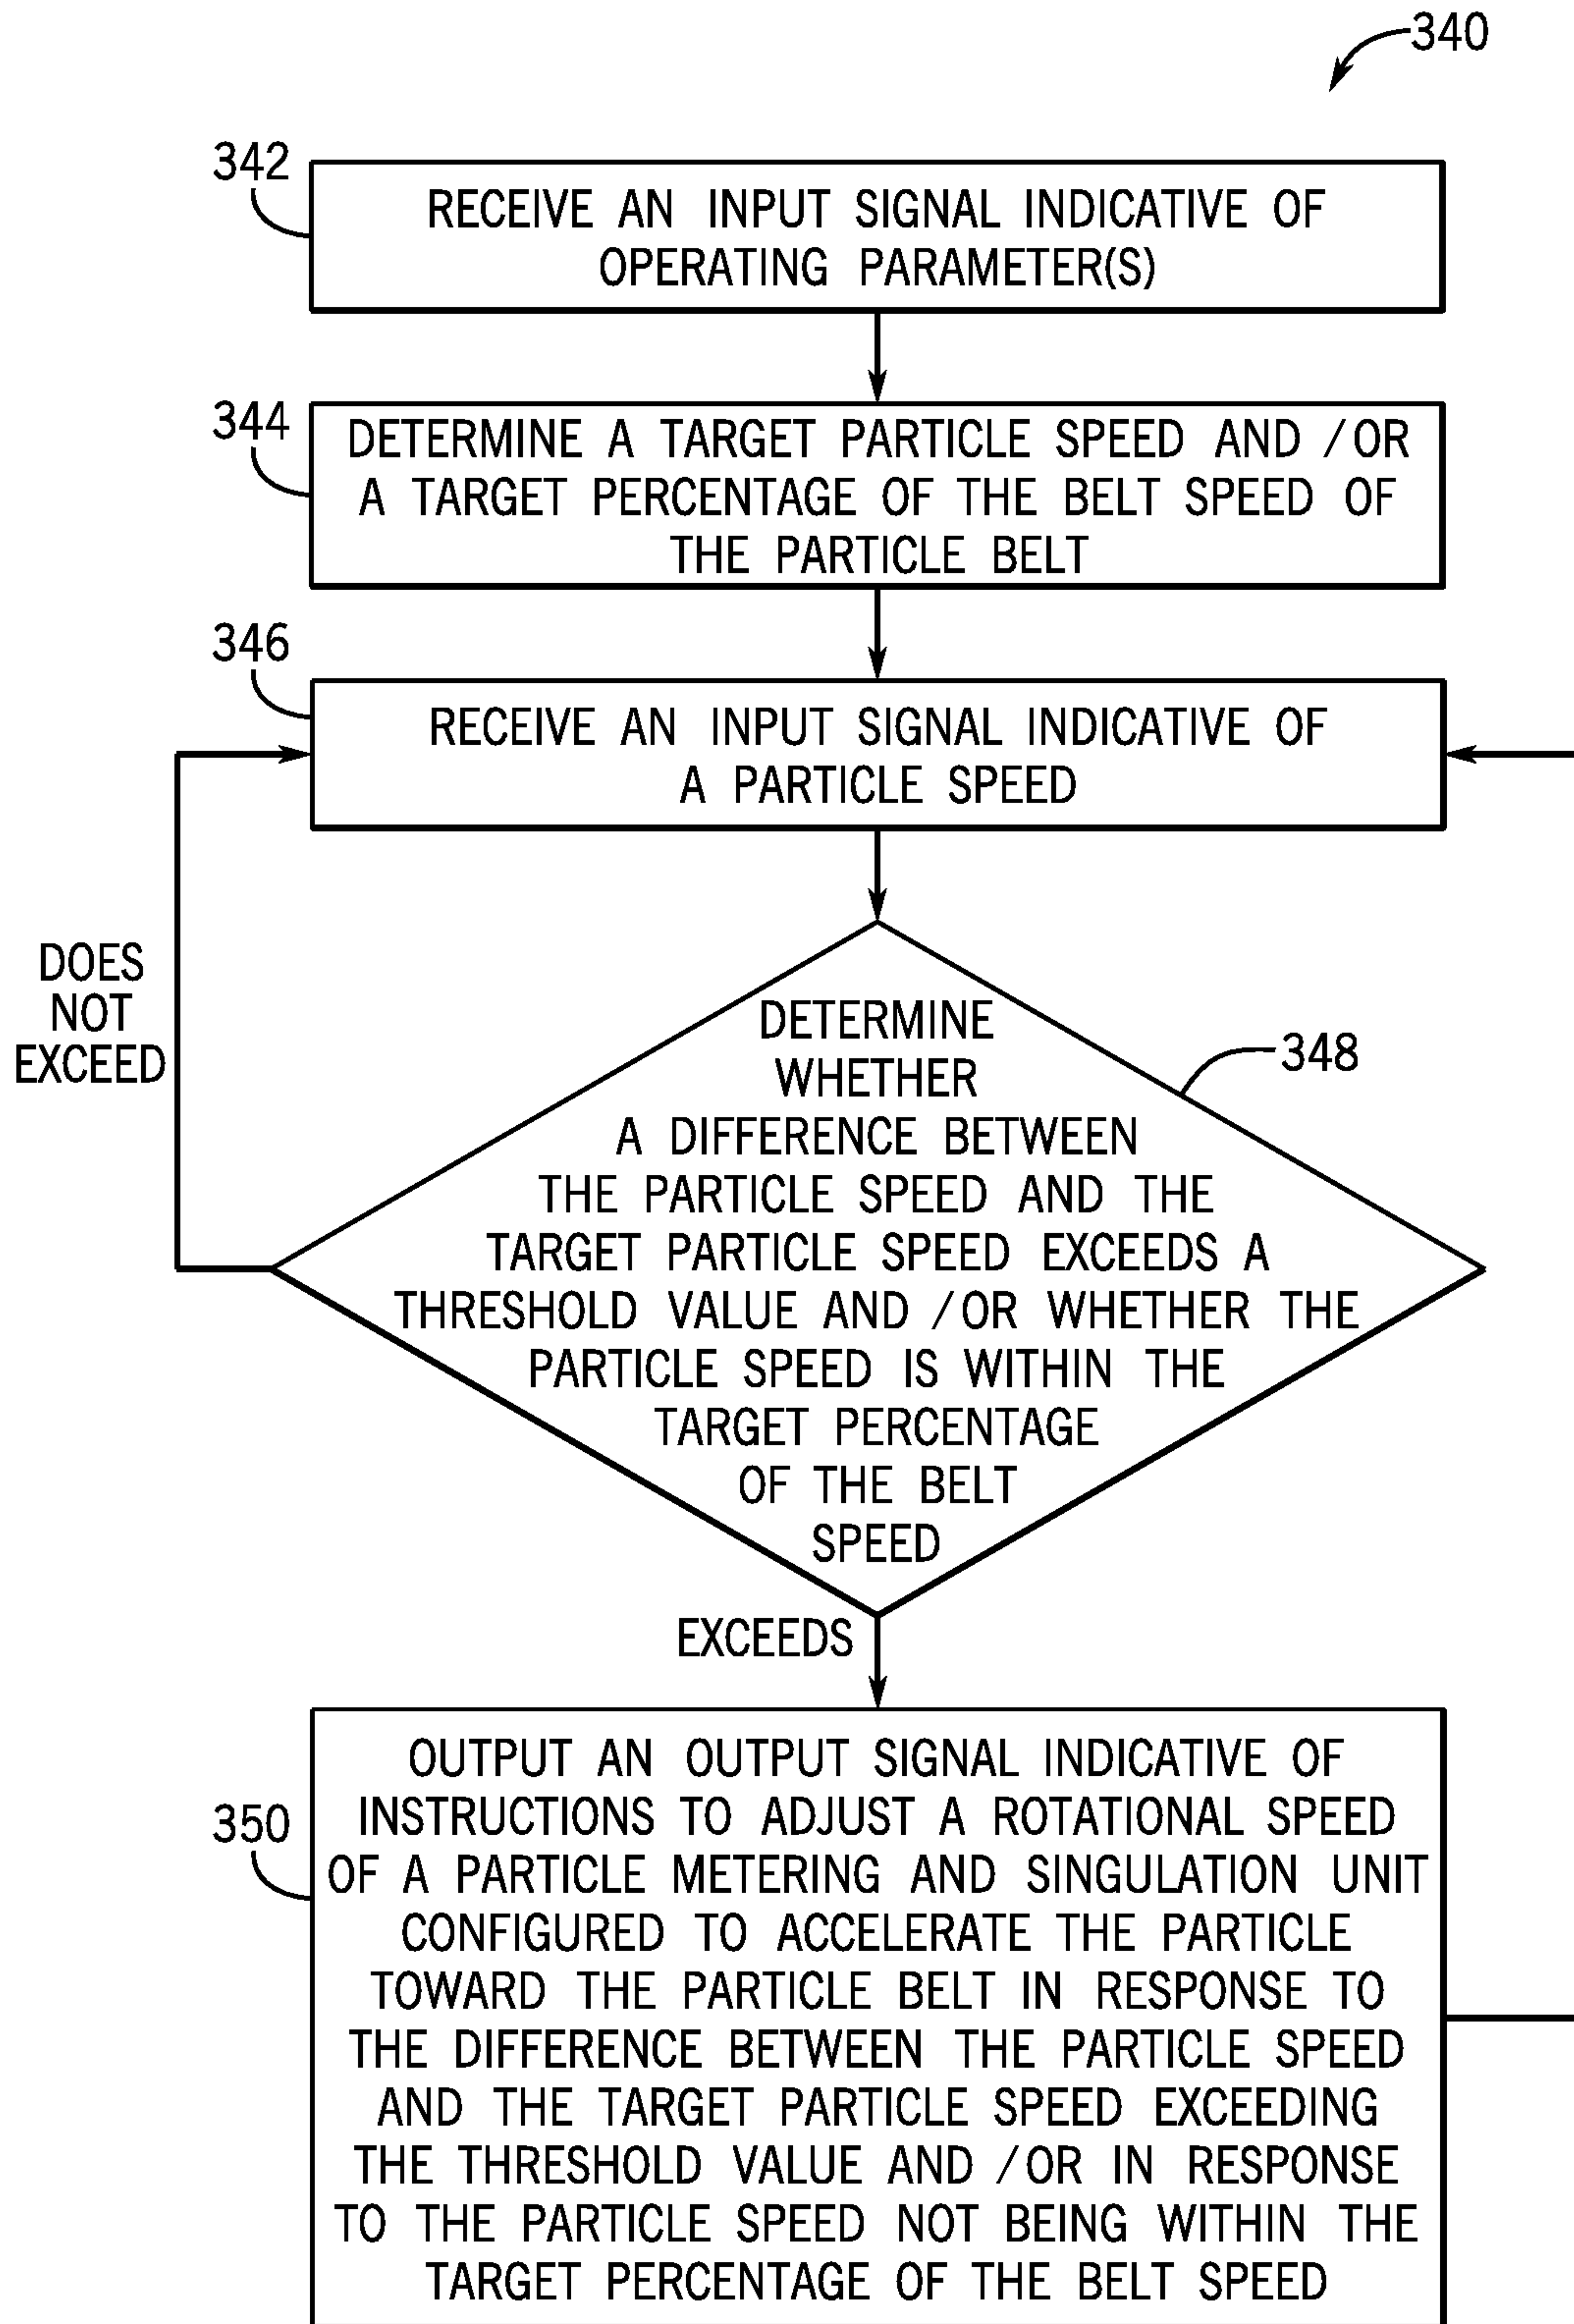 340
342
RECEIVE AN INPUT SIGNAL INDICATIVE OF
OPERATING PARAMETER(S)
344
DETERMINE A TARGET PARTICLE SPEED AND /OR
A TARGET PERCENTAGE OF THE BELT SPEED OF
THE PARTICLE BELT
346
RECEIVE AN INPUT SIGNAL INDICATIVE OF
A PARTICLE SPEED
DOES
NOT
EXCEED
348
DETERMINE
WHETHER
A DIFFERENCE BETWEEN
THE PARTICLE SPEED AND THE
TARGET PARTICLE SPEED EXCEEDS A
THRESHOLD VALUE AND /OR WHETHER THE
PARTICLE SPEED IS WITHIN THE
TARGET PERCENTAGE
OF THE BELT
SPEED
EXCEEDS
350
OUTPUT AN OUTPUT SIGNAL INDICATIVE OF
INSTRUCTIONS TO ADJUST A ROTATIONAL SPEED
OF A PARTICLE METERING AND SINGULATION UNIT
CONFIGURED TO ACCELERATE THE PARTICLE
TOWARD THE PARTICLE BELT IN RESPONSE TO
THE DIFFERENCE BETWEEN THE PARTICLE SPEED
AND THE TARGET PARTICLE SPEED EXCEEDING
THE THRESHOLD VALUE AND /OR IN RESPONSE
TO THE PARTICLE SPEED NOT BEING WITHIN THE
TARGET PERCENTAGE OF THE BELT SPEED